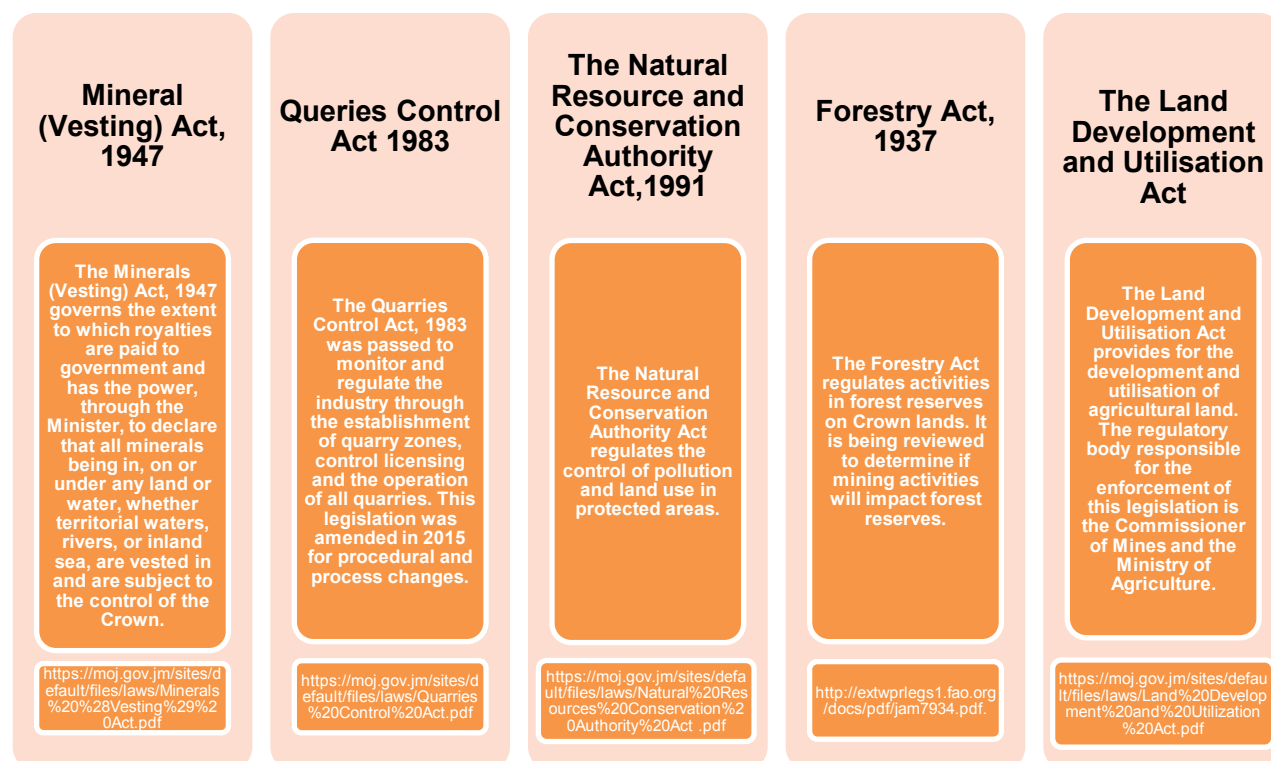 Mineral
(Vesting) Act,
1947
The Minerals
(Vesting) Act, 1947
governs the extent
to which royalties
are paid to
government and
has the power,
through the
Minister, to declare
that all minerals
being in, on or
under any land or
water, whether
territorial waters,
rivers, or inland
sea, are vested in
and are subject to
the control of the
Crown.
https://moj.gov.jm/sites/d
efault/files/laws/Minerals
%20%28Vesting%29%2
0Act.pdf
Queries Control
Act 1983
The Quarries
Control Act, 1983
was passed to
monitor and
regulate the
industry through
the establishment
of quarry zones,
control licensing
and the operation
of all quarries. This
legislation was
amended in 2015
for procedural and
process changes.
https://moj.gov.jm/sites/d
efault/files/laws/Quarries
%20Control%20Act.pdf
The Natural
Resource and
Conservation
Authority
Act,1991
The Natural
Resource and
Conservation
Authority Act
regulates the
control of pollution
and land use in
protected areas.
https://moj.gov.jm/sites/defa
ult/files/laws/Natural%20Res
ources%20Conservation%2
0Authority%20Act .pdf
Forestry Act,
1937
The Forestry Act
regulates activities
in forest reserves
on Crown lands. It
is being reviewed
to determine if
mining activities
will impact forest
reserves.
http://extwprlegs1.fao.org
/docs/pdf/jam7934.pdf.
The Land
Development
and Utilisation
Act
The Land
Development and
Utilisation Act
provides for the
development and
utilisation of
agricultural land.
The regulatory
body responsible
for the
enforcement of
this legislation is
the Commissioner
of Mines and the
Ministry of
Agriculture.
https://moj.gov.jm/sites/defau
lt/files/laws/Land%20Develop
ment%20and%20Utilization
%20Act.pdf